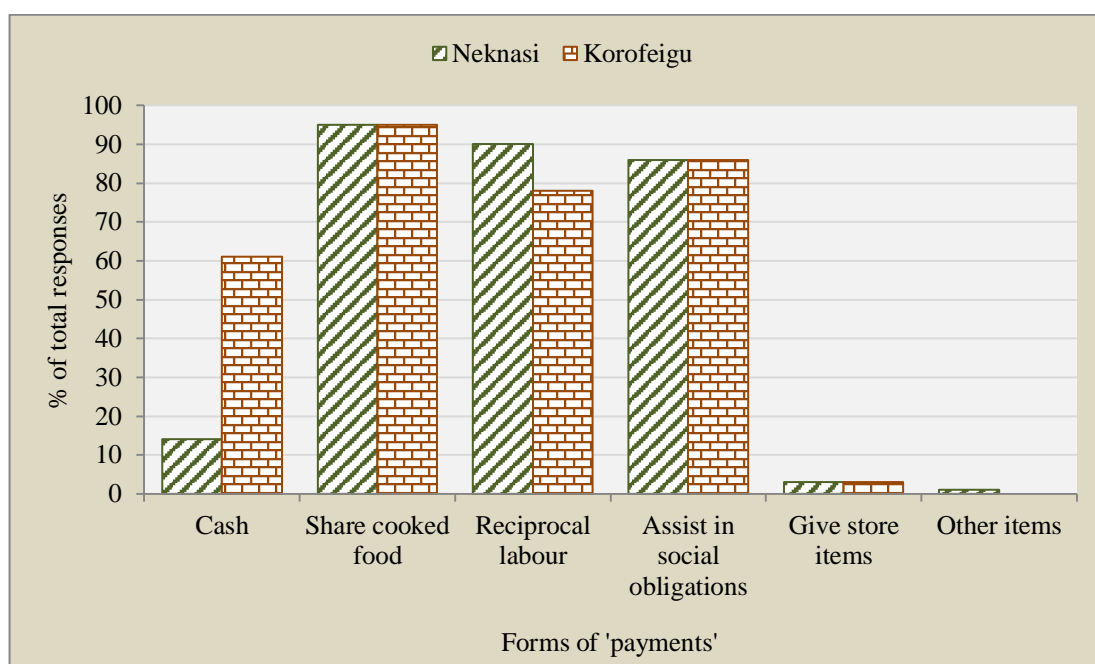 Neknasi Korofeigu
% of total responses
100
90
80
70
60
50
40
30
20
10
0
Cash
Share cooked
food
Reciprocal
labour
Assist in
social
obligations
Give store
items
Other items
Forms of 'payments'